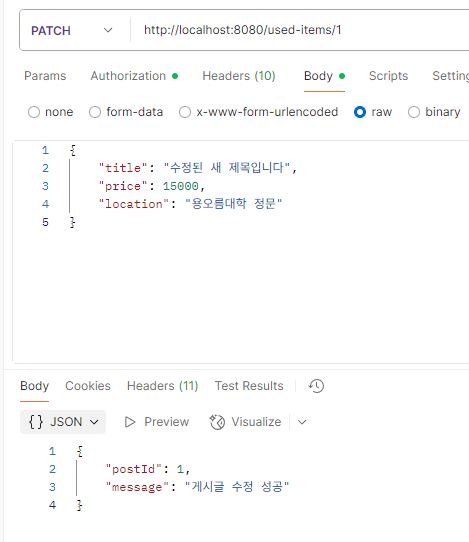 PATCH http://localhost:8080/used-items/1
Params Authorization Headers (10) Body Scripts Setting
none form-data x-www-form-urlencoded raw binary
1 {
2 "title": "수정된 새 제목입니다",
3 "price": 15000,
4 "location": "용오름대학 정문"
5 }
Body Cookies Headers (11) Test Results
{} JSON Preview Visualize
1 {
2 "postId": 1,
3 "message": "게시글 수정 성공"
4 }